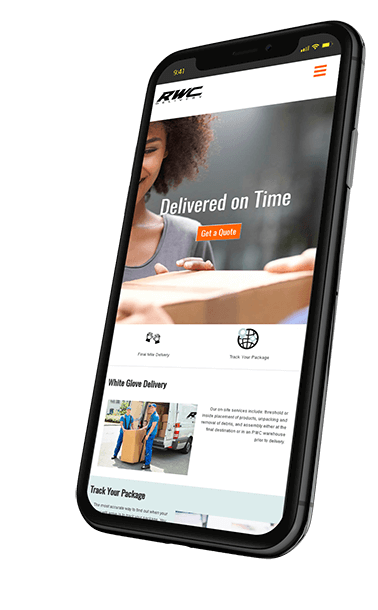 9:41
RWC
Delivered on Time
Get a Quote
Final Mile Delivery
Track Your Package
White Glove Delivery
Our on-site services include, threshold or
inside placement of products, unpacking and
removal of debris, and assembly either at the
final destination or in an RWC warehouse
prior to delivery.
Track Your Package
The most accurate way to find out when your